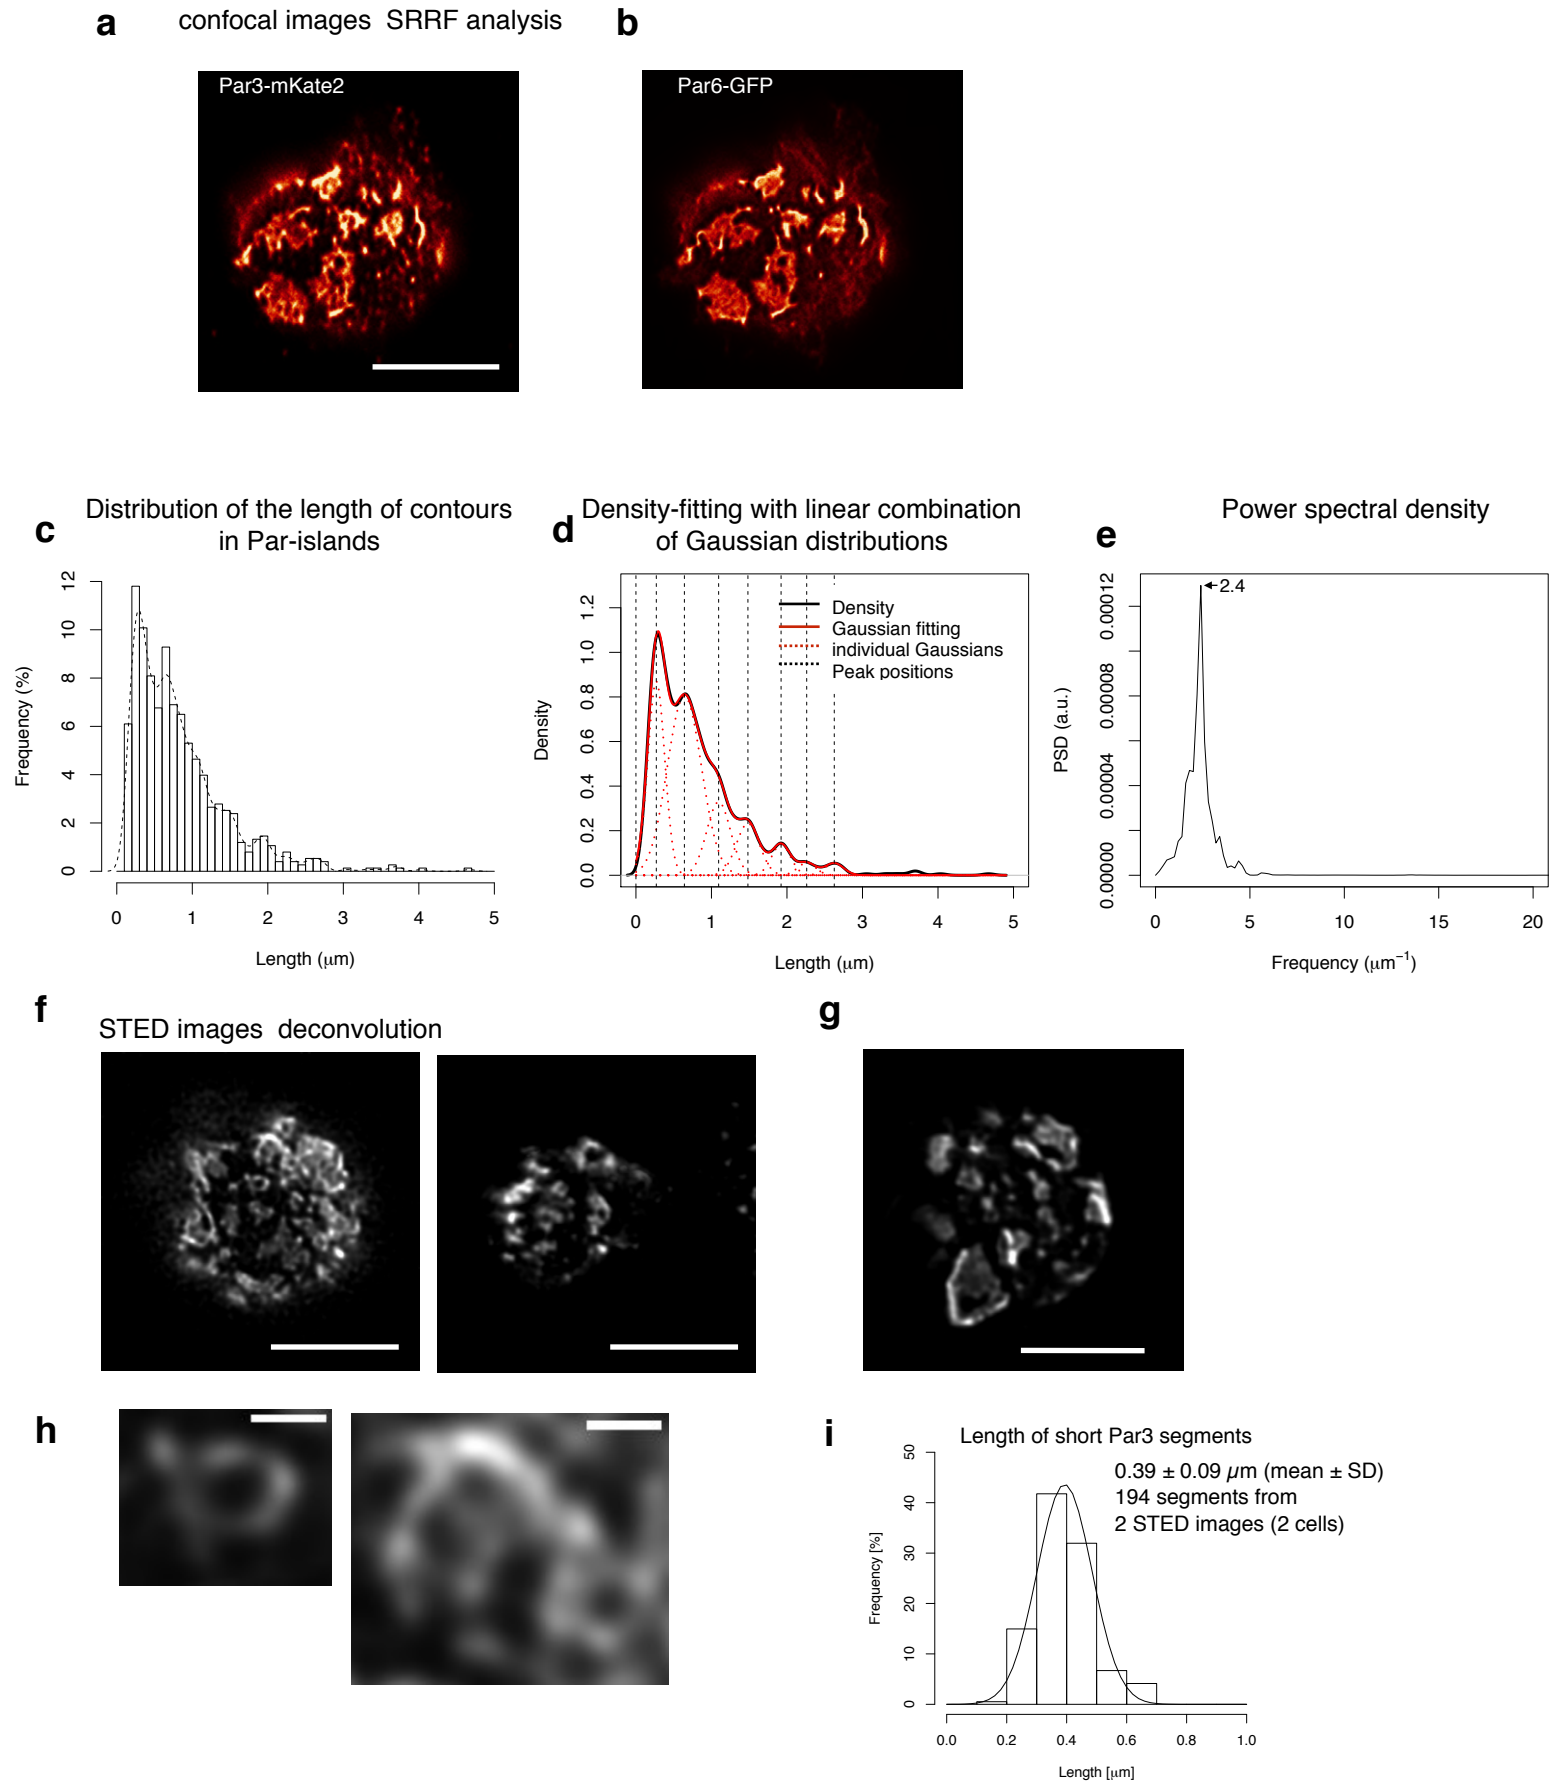 a
confocal images  SRRF analysis
b
Par3-mKate2
Par6-GFP
c
Distribution of the length of contours
in Par-islands
Frequency (%)
12
10
8
6
4
2
0
0 1 2 3 4 5
Length (μm)
d
Density-fitting with linear combination
of Gaussian distributions
Density
1.2
1.0
0.8
0.6
0.4
0.2
0.0
Density
Gaussian fitting
individual Gaussians
Peak positions
0 1 2 3 4 5
Length (μm)
e
Power spectral density
PSD (a.u.)
0.00012
0.00008
0.00004
0.00000
2.4
0 5 10 15 20
Frequency (μm⁻¹)
f
STED images  deconvolution
g
h
i
Length of short Par3 segments
0.39 ± 0.09 μm (mean ± SD)
194 segments from
2 STED images (2 cells)
Frequency [%]
50
40
30
20
10
0
0.0 0.2 0.4 0.6 0.8 1.0
Length [μm]